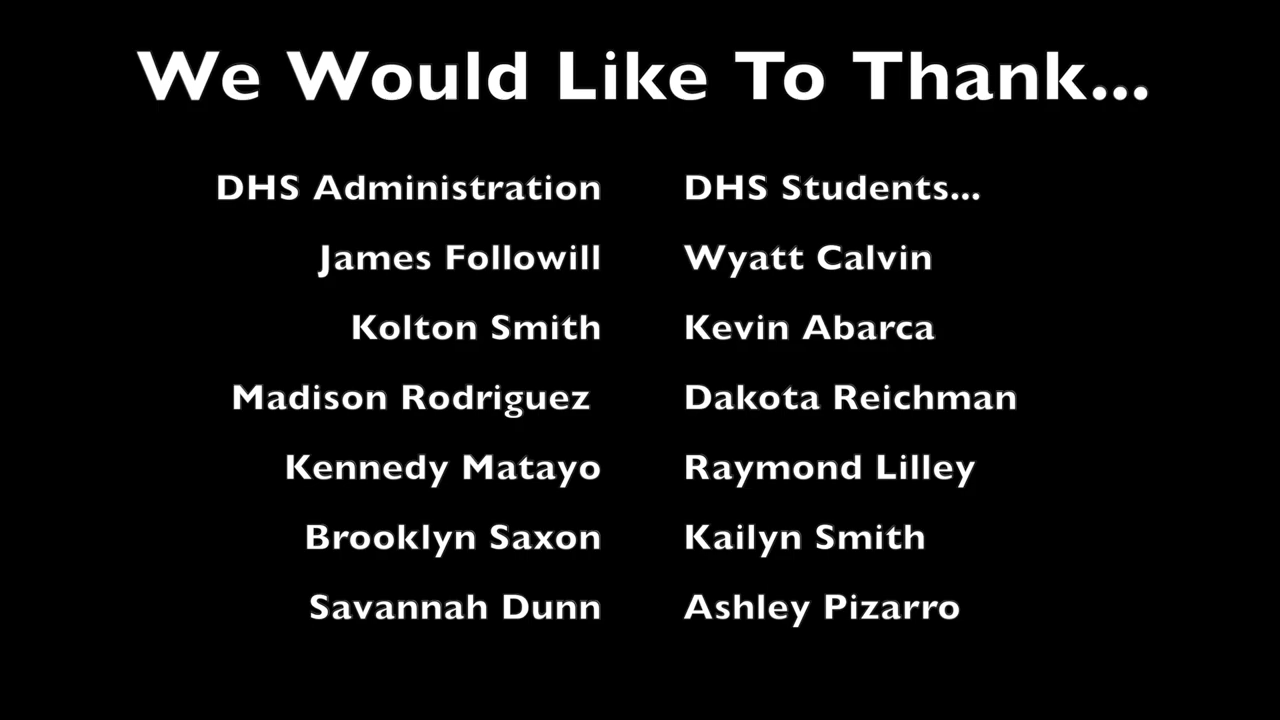 We Would Like To Thank...
DHS Administration DHS Students...
James Followill Wyatt Calvin
Kolton Smith Kevin Abarca
Madison Rodriguez Dakota Reichman
Kennedy Matayo Raymond Lilley
Brooklyn Saxon Kailyn Smith
Savannah Dunn Ashley Pizarro